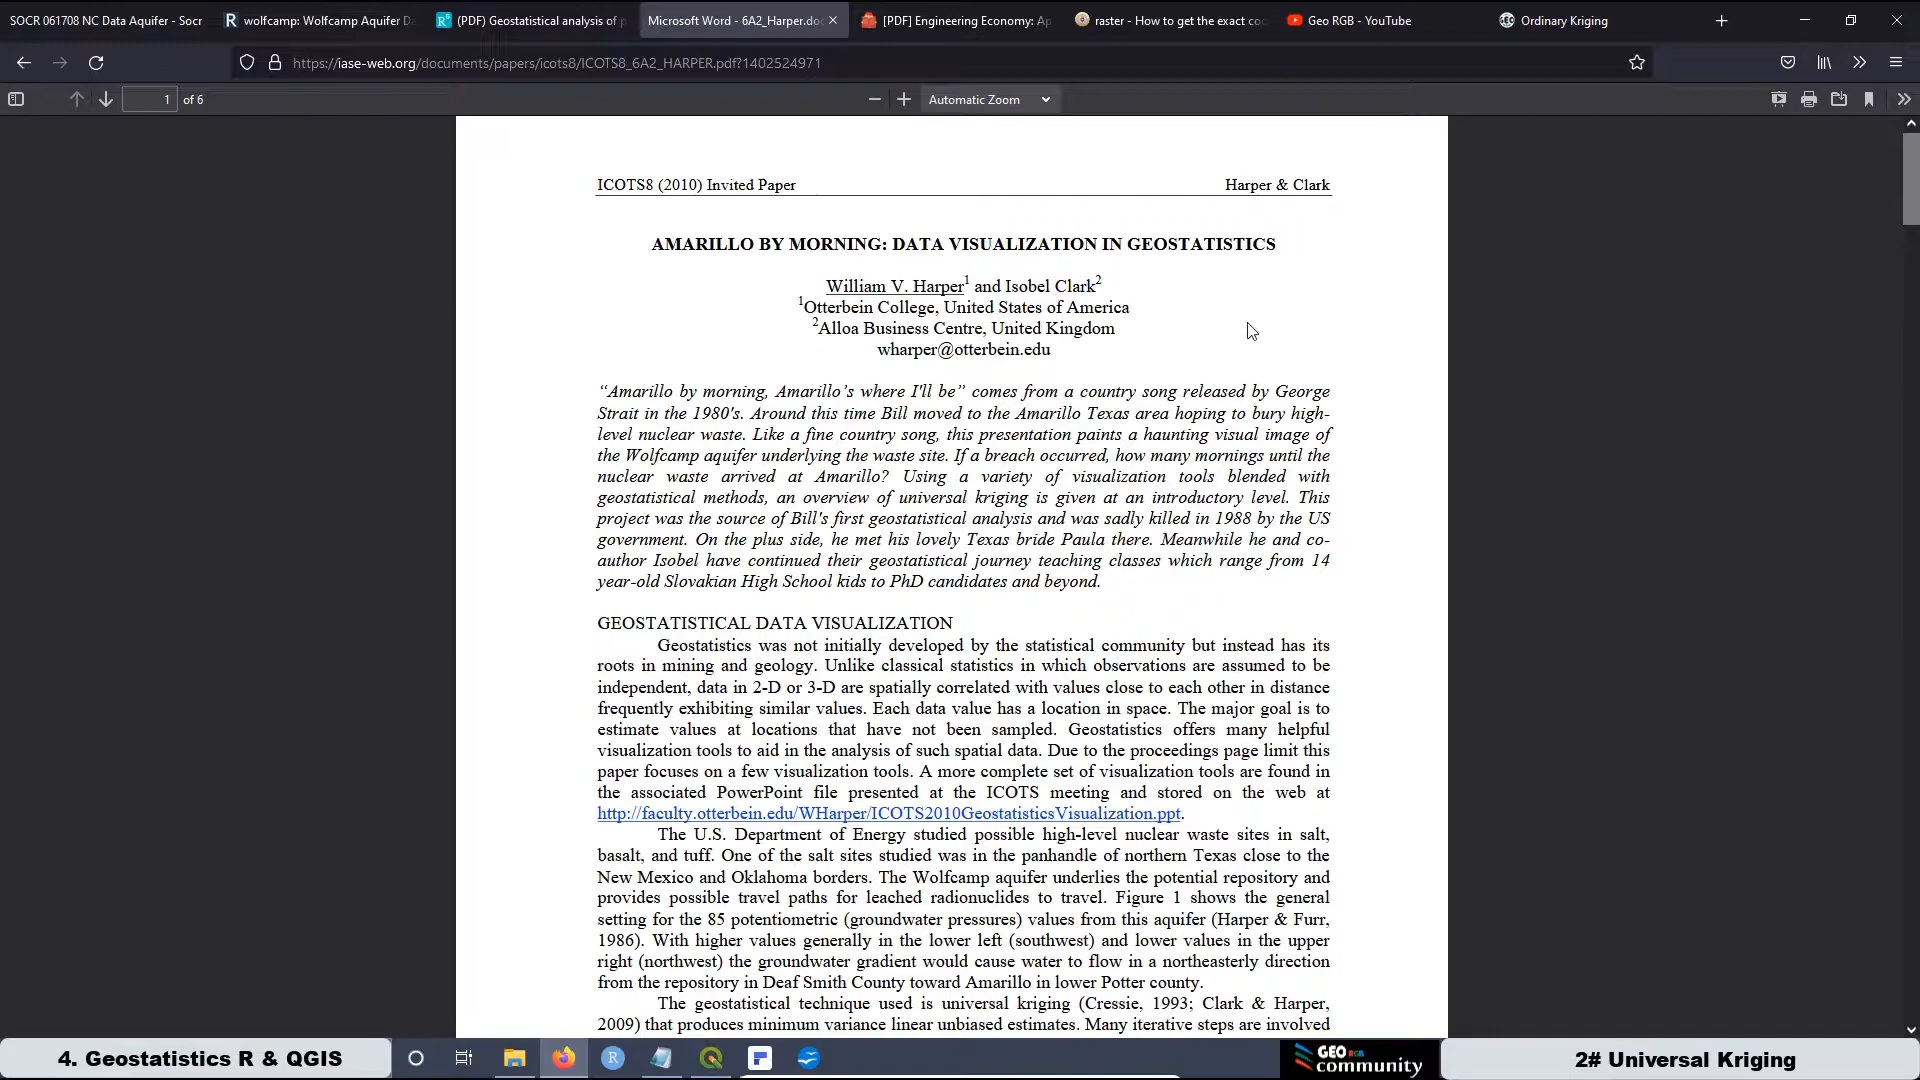 SOCR 061708 NC Data Aquifer - Socr
wolfcamp: Wolfcamp Aquifer Da
(PDF) Geostatistical analysis of p
Microsoft Word - 6A2_Harper.doc
[PDF] Engineering Economy: Ap
raster - How to get the exact co
Geo RGB - YouTube
Ordinary Kriging
https://iase-web.org/documents/papers/icots8/ICOTS8_6A2_HARPER.pdf?1402524971
1 of 6
Automatic Zoom
ICOTS8 (2010) Invited Paper Harper & Clark
AMARILLO BY MORNING: DATA VISUALIZATION IN GEOSTATISTICS
William V. Harper1 and Isobel Clark2
1Otterbein College, United States of America
2Alloa Business Centre, United Kingdom
wharper@otterbein.edu
“Amarillo by morning, Amarillo’s where I'll be” comes from a country song released by George
Strait in the 1980's. Around this time Bill moved to the Amarillo Texas area hoping to bury high-
level nuclear waste. Like a fine country song, this presentation paints a haunting visual image of
the Wolfcamp aquifer underlying the waste site. If a breach occurred, how many mornings until the
nuclear waste arrived at Amarillo? Using a variety of visualization tools blended with
geostatistical methods, an overview of universal kriging is given at an introductory level. This
project was the source of Bill's first geostatistical analysis and was sadly killed in 1988 by the US
government. On the plus side, he met his lovely Texas bride Paula there. Meanwhile he and co-
author Isobel have continued their geostatistical journey teaching classes which range from 14
year-old Slovakian High School kids to PhD candidates and beyond.
GEOSTATISTICAL DATA VISUALIZATION
Geostatistics was not initially developed by the statistical community but instead has its
roots in mining and geology. Unlike classical statistics in which observations are assumed to be
independent, data in 2-D or 3-D are spatially correlated with values close to each other in distance
frequently exhibiting similar values. Each data value has a location in space. The major goal is to
estimate values at locations that have not been sampled. Geostatistics offers many helpful
visualization tools to aid in the analysis of such spatial data. Due to the proceedings page limit this
paper focuses on a few visualization tools. A more complete set of visualization tools are found in
the associated PowerPoint file presented at the ICOTS meeting and stored on the web at
http://faculty.otterbein.edu/WHarper/ICOTS2010GeostatisticsVisualization.ppt.
The U.S. Department of Energy studied possible high-level nuclear waste sites in salt,
basalt, and tuff. One of the salt sites studied was in the panhandle of northern Texas close to the
New Mexico and Oklahoma borders. The Wolfcamp aquifer underlies the potential repository and
provides possible travel paths for leached radionuclides to travel. Figure 1 shows the general
setting for the 85 potentiometric (groundwater pressures) values from this aquifer (Harper & Furr,
1986). With higher values generally in the lower left (southwest) and lower values in the upper
right (northwest) the groundwater gradient would cause water to flow in a northeasterly direction
from the repository in Deaf Smith County toward Amarillo in lower Potter county.
The geostatistical technique used is universal kriging (Cressie, 1993; Clark & Harper,
2009) that produces minimum variance linear unbiased estimates. Many iterative steps are involved
4. Geostatistics R & QGIS
GEO RGB
community
2# Universal Kriging